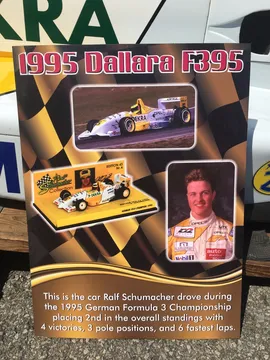 1995 Dallara F395
This is the car Ralf Schumacher drove during
the 1995 German Formula 3 Championship
placing 2nd in the overall standings with
4 victories, 3 pole positions, and 6 fastest laps.